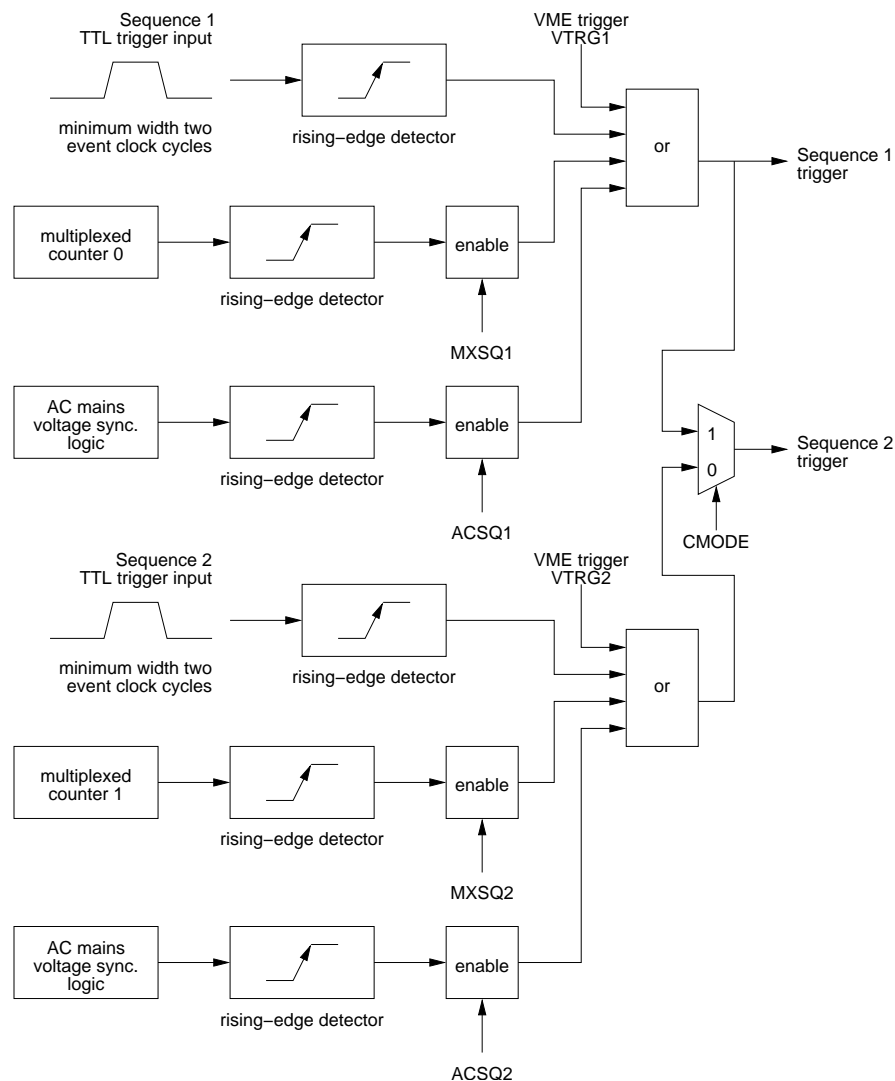 Sequence 1
TTL trigger input
minimum width two
event clock cycles
rising−edge detector
VME trigger
VTRG1
or
Sequence 1
trigger
multiplexed
counter 0
rising−edge detector
enable
MXSQ1
AC mains
voltage sync.
logic
rising−edge detector
enable
ACSQ1
1
0
Sequence 2
trigger
CMODE
Sequence 2
TTL trigger input
minimum width two
event clock cycles
rising−edge detector
VME trigger
VTRG2
or
multiplexed
counter 1
rising−edge detector
enable
MXSQ2
AC mains
voltage sync.
logic
rising−edge detector
enable
ACSQ2